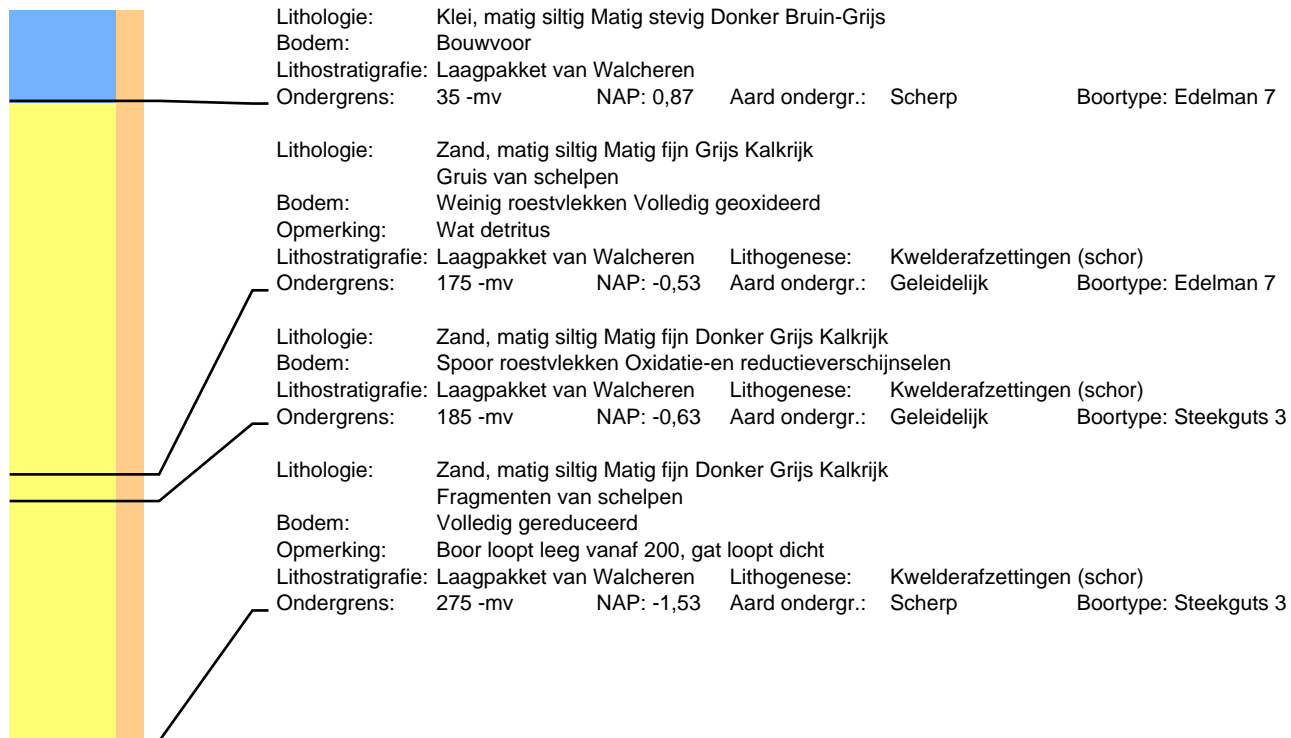 Lithologie: Klei, matig siltig Matig stevig Donker Bruin-Grijs
Bodem: Bouwvoor
Lithostratigrafie: Laagpakket van Walcheren
Ondergrens: 35 -mv NAP: 0,87 Aard ondergr.: Scherp Boortype: Edelman 7
Lithologie: Zand, matig siltig Matig fijn Grijs Kalkrijk
Gruis van schelpen
Bodem: Weinig roestvlekken Volledig geoxideerd
Opmerking: Wat detritus
Lithostratigrafie: Laagpakket van Walcheren Lithogenese: Kwelderafzettingen (schor)
Ondergrens: 175 -mv NAP: -0,53 Aard ondergr.: Geleidelijk Boortype: Edelman 7
Lithologie: Zand, matig siltig Matig fijn Donker Grijs Kalkrijk
Bodem: Spoor roestvlekken Oxidatie-en reductieverschijnselen
Lithostratigrafie: Laagpakket van Walcheren Lithogenese: Kwelderafzettingen (schor)
Ondergrens: 185 -mv NAP: -0,63 Aard ondergr.: Geleidelijk Boortype: Steekguts 3
Lithologie: Zand, matig siltig Matig fijn Donker Grijs Kalkrijk
Fragmenten van schelpen
Bodem: Volledig gereduceerd
Opmerking: Boor loopt leeg vanaf 200, gat loopt dicht
Lithostratigrafie: Laagpakket van Walcheren Lithogenese: Kwelderafzettingen (schor)
Ondergrens: 275 -mv NAP: -1,53 Aard ondergr.: Scherp Boortype: Steekguts 3